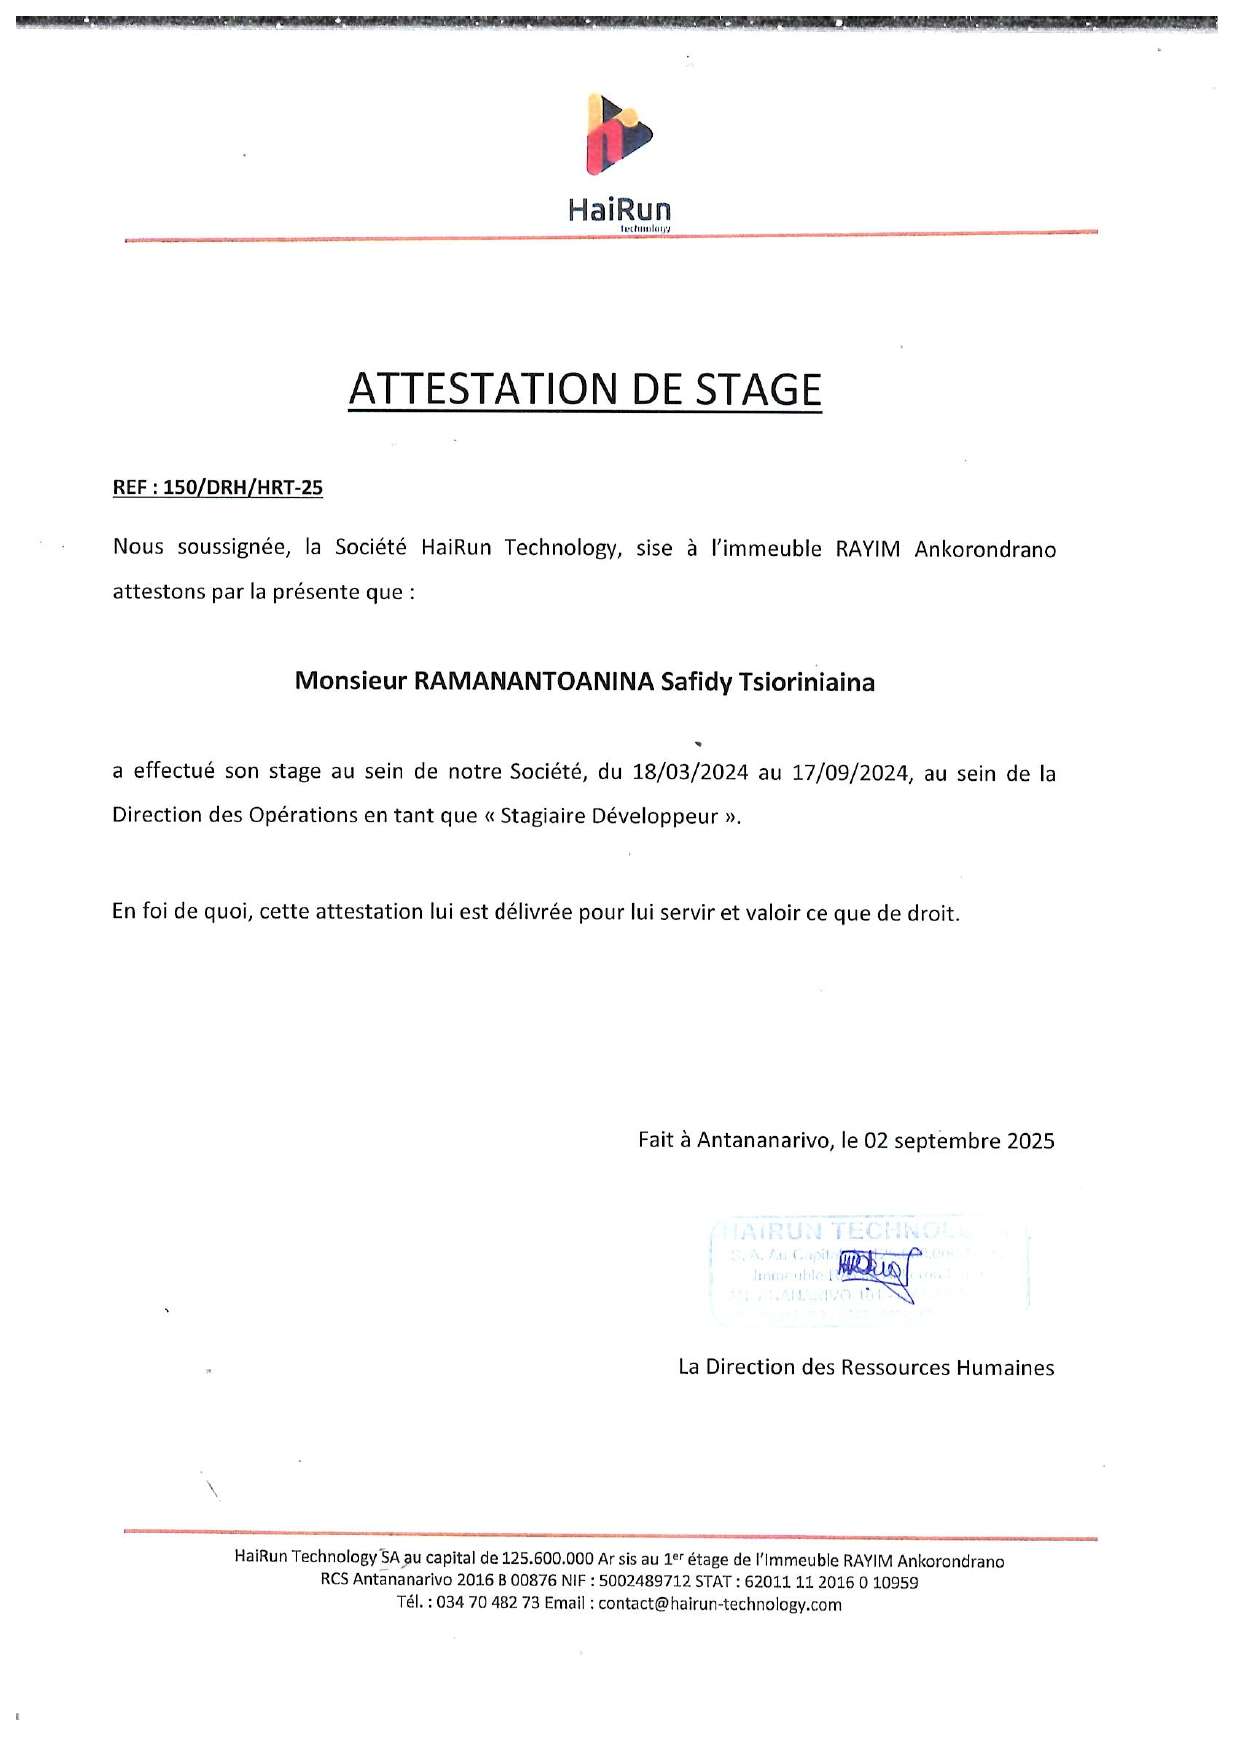 HaiRun
technology
ATTESTATION DE STAGE
REF : 150/DRH/HRT-25
Nous soussignée, la Société HaiRun Technology, sise à l'immeuble RAYIM Ankorondrano
attestons par la présente que :
Monsieur RAMANANTOANINA Safidy Tsioriniaina
a effectué son stage au sein de notre Société, du 18/03/2024 au 17/09/2024, au sein de la
Direction des Opérations en tant que « Stagiaire Développeur ».
En foi de quoi, cette attestation lui est délivrée pour lui servir et valoir ce que de droit.
Fait à Antananarivo, le 02 septembre 2025
HAIRUN
S. A. Au
Immeuble
La Direction des Ressources Humaines
HaiRun Technology SA au capital de 125.600.000 Ar sis au 1er étage de l'Immeuble RAYIM Ankorondrano
RCS Antananarivo 2016 B 00876 NIF : 5002489712 STAT : 62011 11 2016 0 10959
Tél. : 034 70 482 73 Email : contact@hairun-technology.com